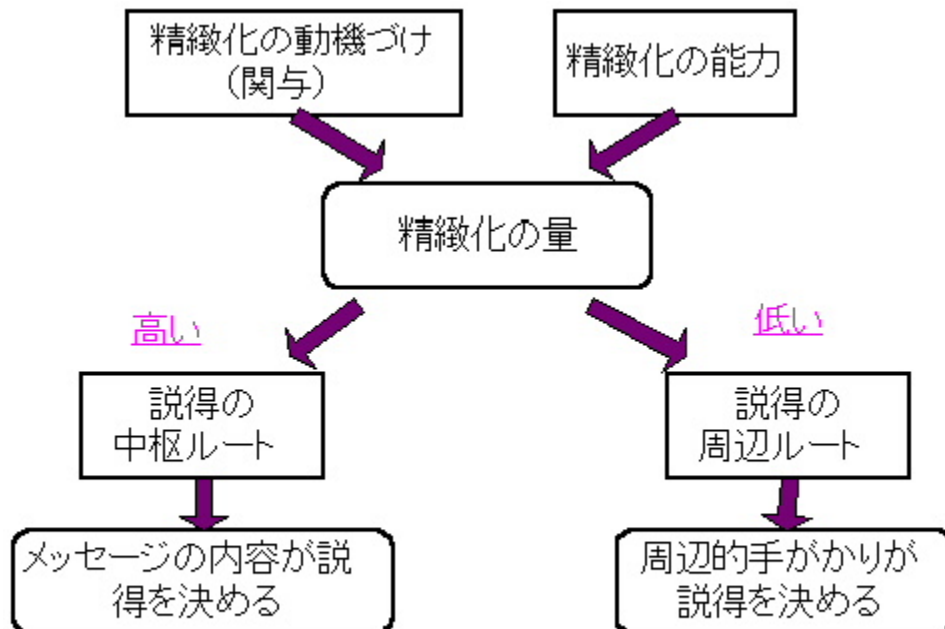 精緻化の動機づけ
(関与)
精緻化の能力
精緻化の量
高い
低い
説得の
中枢ルート
説得の
周辺ルート
メッセージの内容が説
得を決める
周辺的手がかりが
説得を決める